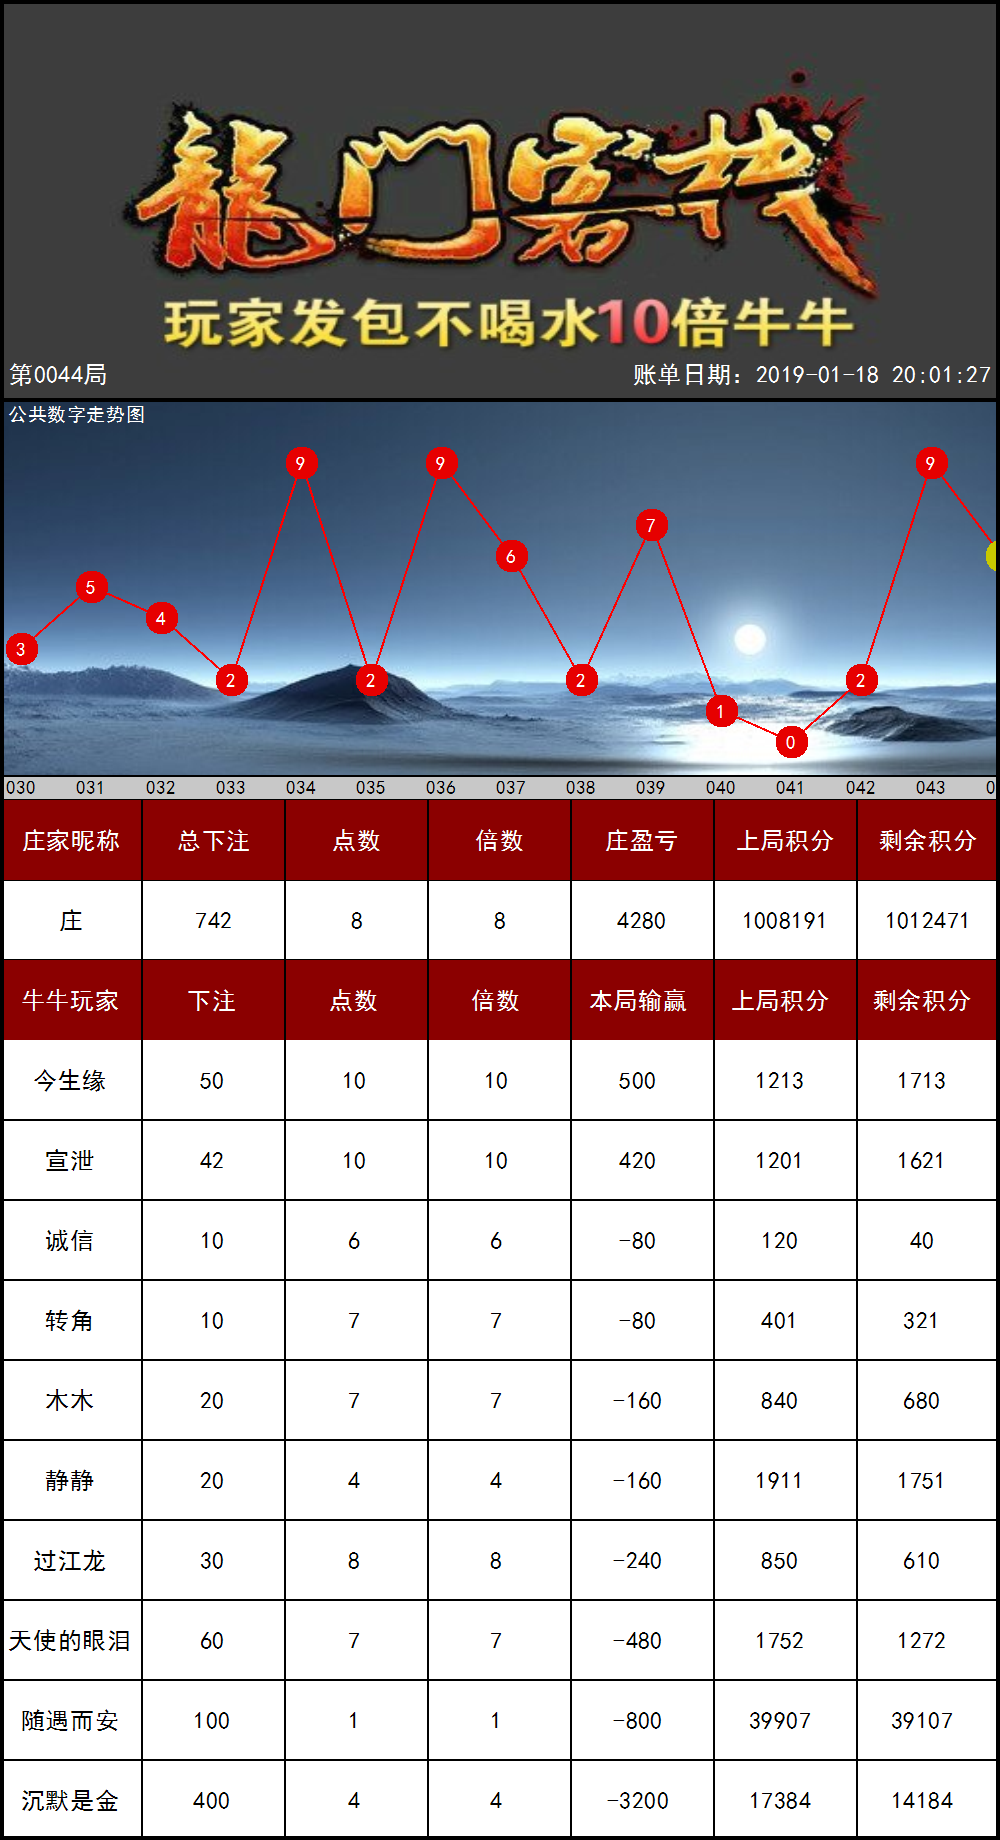 龍门客栈
玩家发包不喝水10倍牛牛
第0044局 账单日期：2019-01-18 20:01:27
公共数字走势图
3 5 4 2 9 2 9 6 2 7 1 0 2 9
030 031 032 033 034 035 036 037 038 039 040 041 042 043 0
庄家昵称 总下注 点数 倍数 庄盈亏 上局积分 剩余积分
庄 742 8 8 4280 1008191 1012471
牛牛玩家 下注 点数 倍数 本局输赢 上局积分 剩余积分
今生缘 50 10 10 500 1213 1713
宣泄 42 10 10 420 1201 1621
诚信 10 6 6 -80 120 40
转角 10 7 7 -80 401 321
木木 20 7 7 -160 840 680
静静 20 4 4 -160 1911 1751
过江龙 30 8 8 -240 850 610
天使的眼泪 60 7 7 -480 1752 1272
随遇而安 100 1 1 -800 39907 39107
沉默是金 400 4 4 -3200 17384 14184